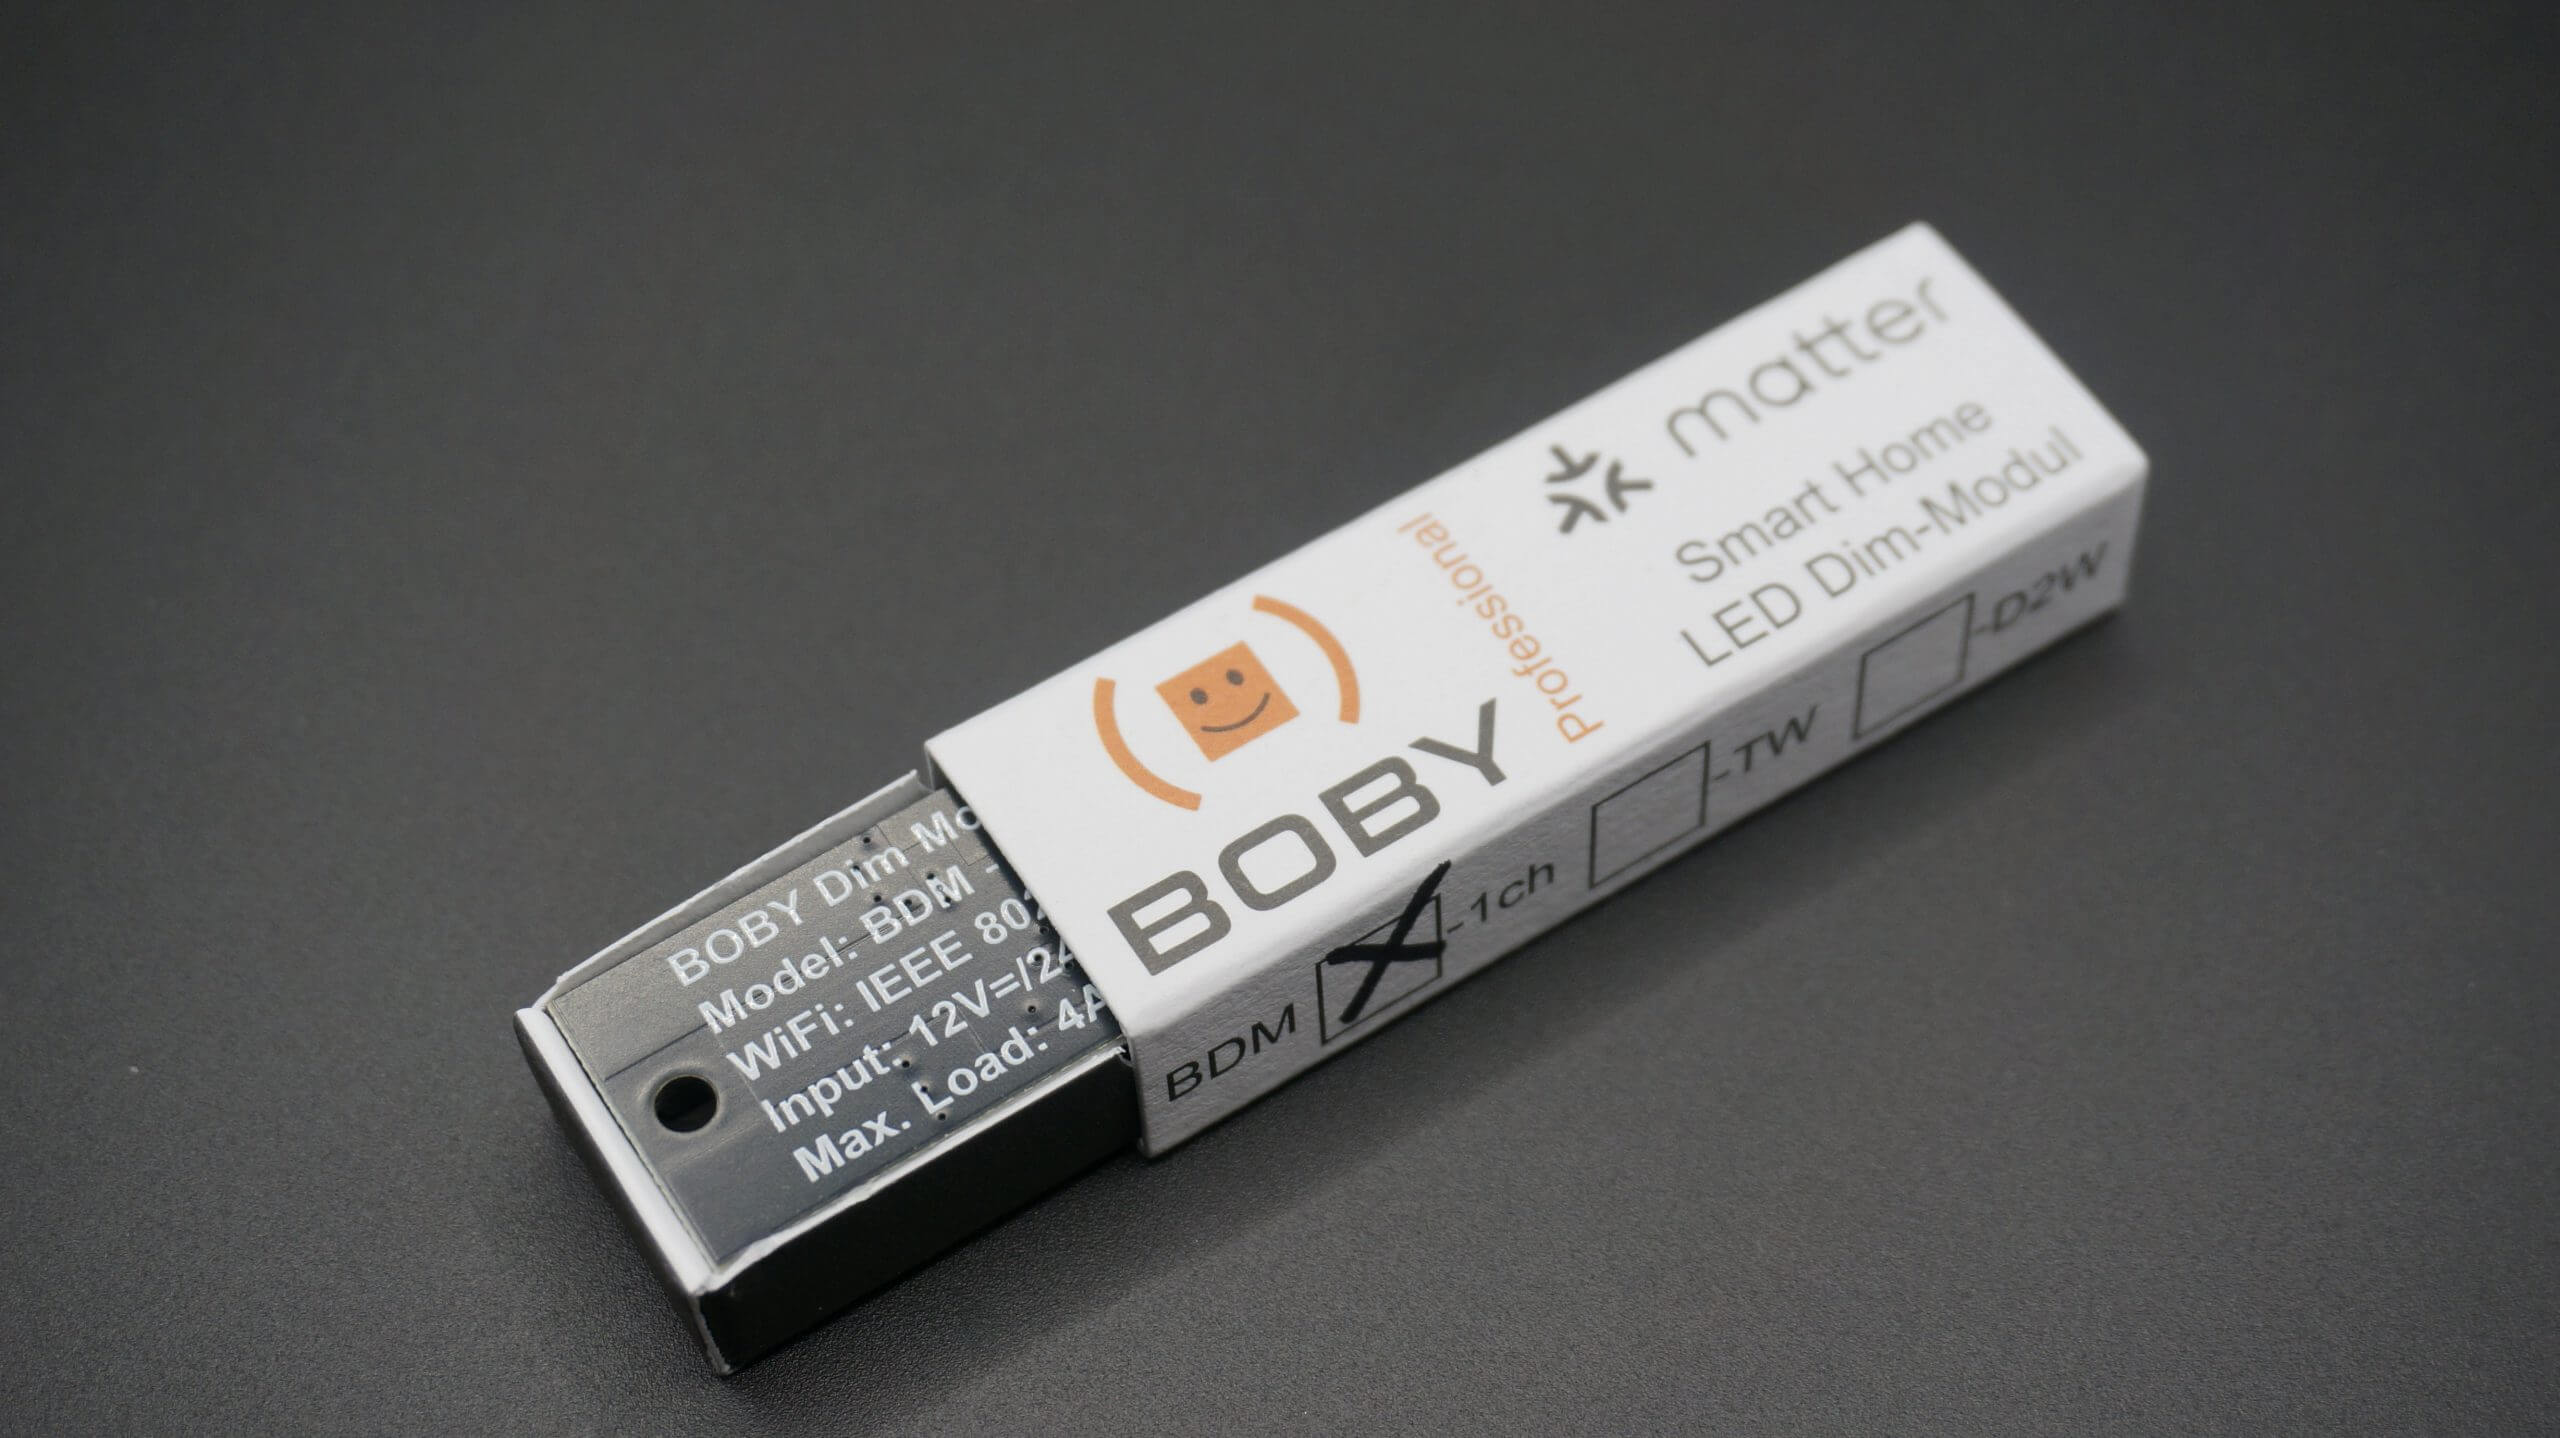 matter
Smart Home
LED Dim-Modul
Professional
BOBY
BDM -1ch -TW -D2W
BOBY Dim Mo
Model: BDM -
WiFi: IEEE 802
Input: 12V=/24
Max. Load: 4A